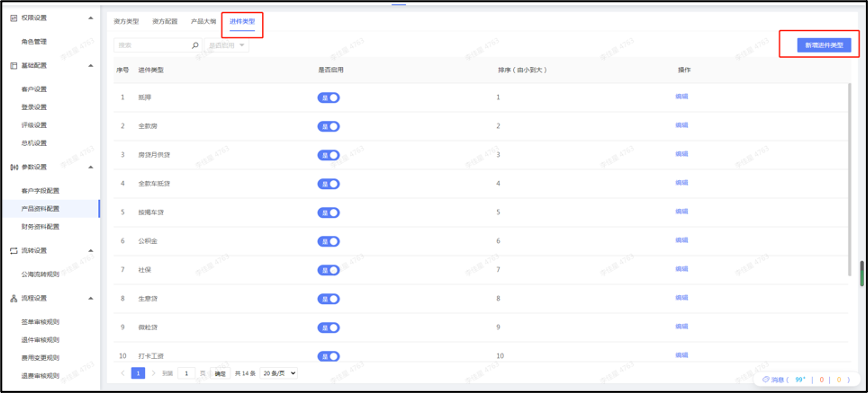 权限设置
角色管理
基础配置
客户设置
登录设置
评级设置
总机设置
参数设置
客户字段配置
产品资料配置
财务资料配置
流转设置
公海流转规则
流程设置
签单审核规则
退件审核规则
费用变更规则
退费审核规则
资方类型 资方配置 产品大纲 进件类型
搜索 是否启用
新增进件类型
序号 进件类型 是否启用 排序（由小到大） 操作
1 抵押 是 1 编辑
2 全款房 是 2 编辑
3 房贷月供贷 是 3 编辑
4 全款车抵贷 是 4 编辑
5 按揭车贷 是 5 编辑
6 公积金 是 6 编辑
7 社保 是 7 编辑
8 生意贷 是 8 编辑
9 微粒贷 是 9 编辑
10 打卡工资 是 10 编辑
1 到第 1 页 确定 共 14 条 20 条/页
消息 ( 99+ | 0 | 0 )